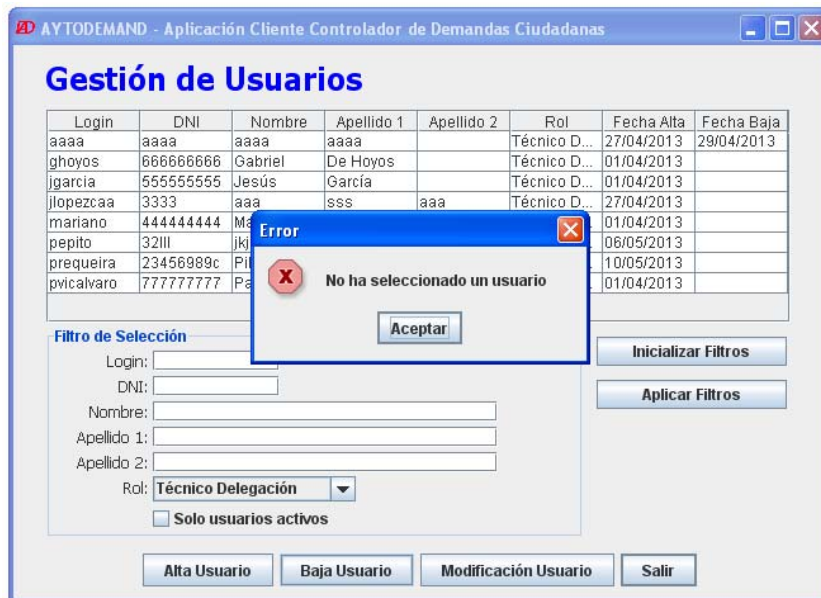 AYTODEMAND - Aplicación Cliente Controlador de Demandas Ciudadanas
Gestión de Usuarios
Login DNI Nombre Apellido 1 Apellido 2 Rol Fecha Alta Fecha Baja
aaaa aaaa aaaa aaaa Técnico D... 27/04/2013 29/04/2013
ghoyos 666666666 Gabriel De Hoyos Técnico D... 01/04/2013
jgarcia 555555555 Jesús García Técnico D... 01/04/2013
jlopezcaa 3333 aaa sss aaa Técnico D... 27/04/2013
mariano 444444444 01/04/2013
pepito 32lll jkj 06/05/2013
prequeira 23456989c 10/05/2013
pvicalvaro 777777777 01/04/2013
Error
No ha seleccionado un usuario
Aceptar
Filtro de Selección
Login:
DNI:
Nombre:
Apellido 1:
Apellido 2:
Rol: Técnico Delegación
Solo usuarios activos
Inicializar Filtros
Aplicar Filtros
Alta Usuario Baja Usuario Modificación Usuario Salir